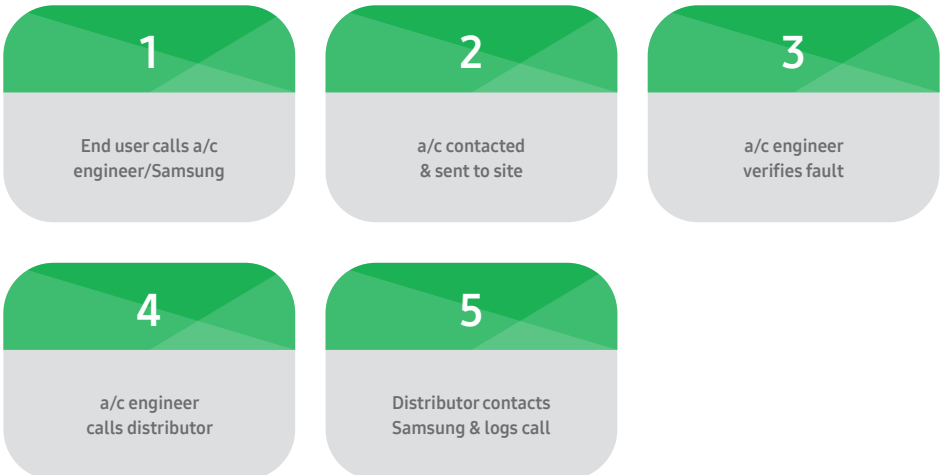 1
End user calls a/c
engineer/Samsung
2
a/c contacted
& sent to site
3
a/c engineer
verifies fault
4
a/c engineer
calls distributor
5
Distributor contacts
Samsung & logs call